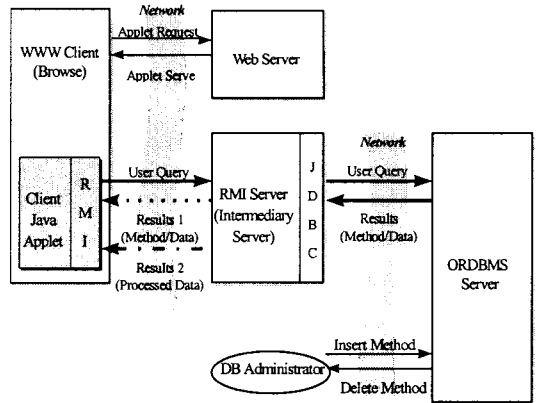 Network
Applet Request
WWW Client
(Browse)
Applet Serve
Web Server
Network
User Query
RMI Server
(Intermediary
Server)
J
D
B
C
User Query
Client
Java
Applet
R
M
I
Results 1
(Method/Data)
Results
(Method/Data)
Results 2
(Processed Data)
ORDBMS
Server
Insert Method
DB Administrator
Delete Method